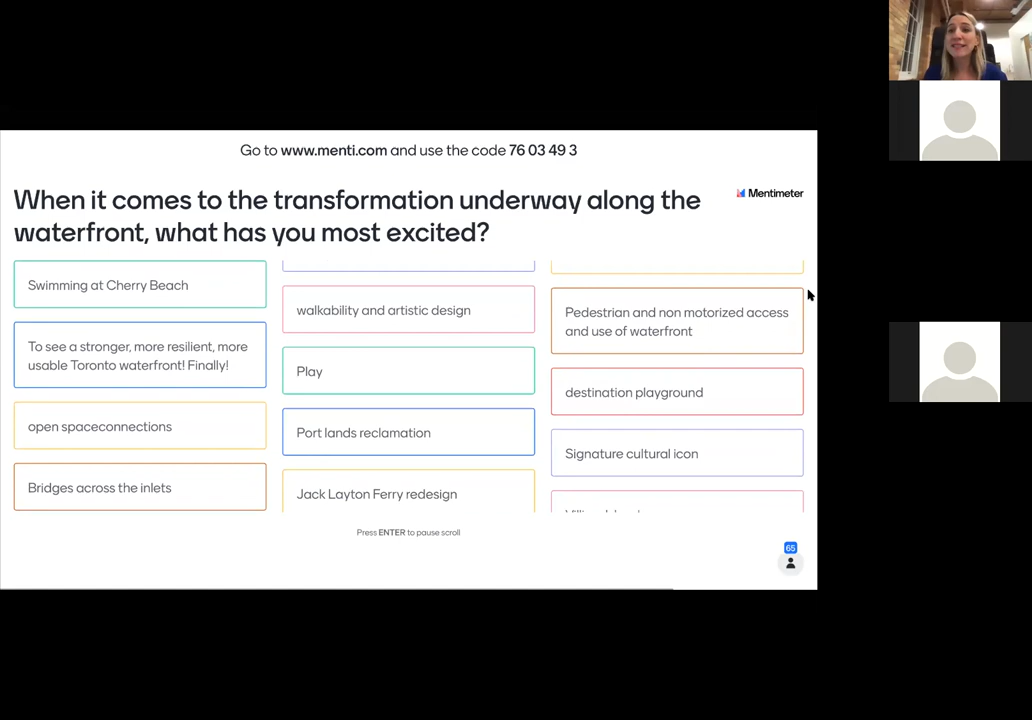 Go to www.menti.com and use the code 76 03 49 3
When it comes to the transformation underway along the
waterfront, what has you most excited?
Mentimeter
Swimming at Cherry Beach
To see a stronger, more resilient, more
usable Toronto waterfront! Finally!
open spaceconnections
Bridges across the inlets
walkability and artistic design
Play
Port lands reclamation
Jack Layton Ferry redesign
Pedestrian and non motorized access
and use of waterfront
destination playground
Signature cultural icon
Press ENTER to pause scroll
65